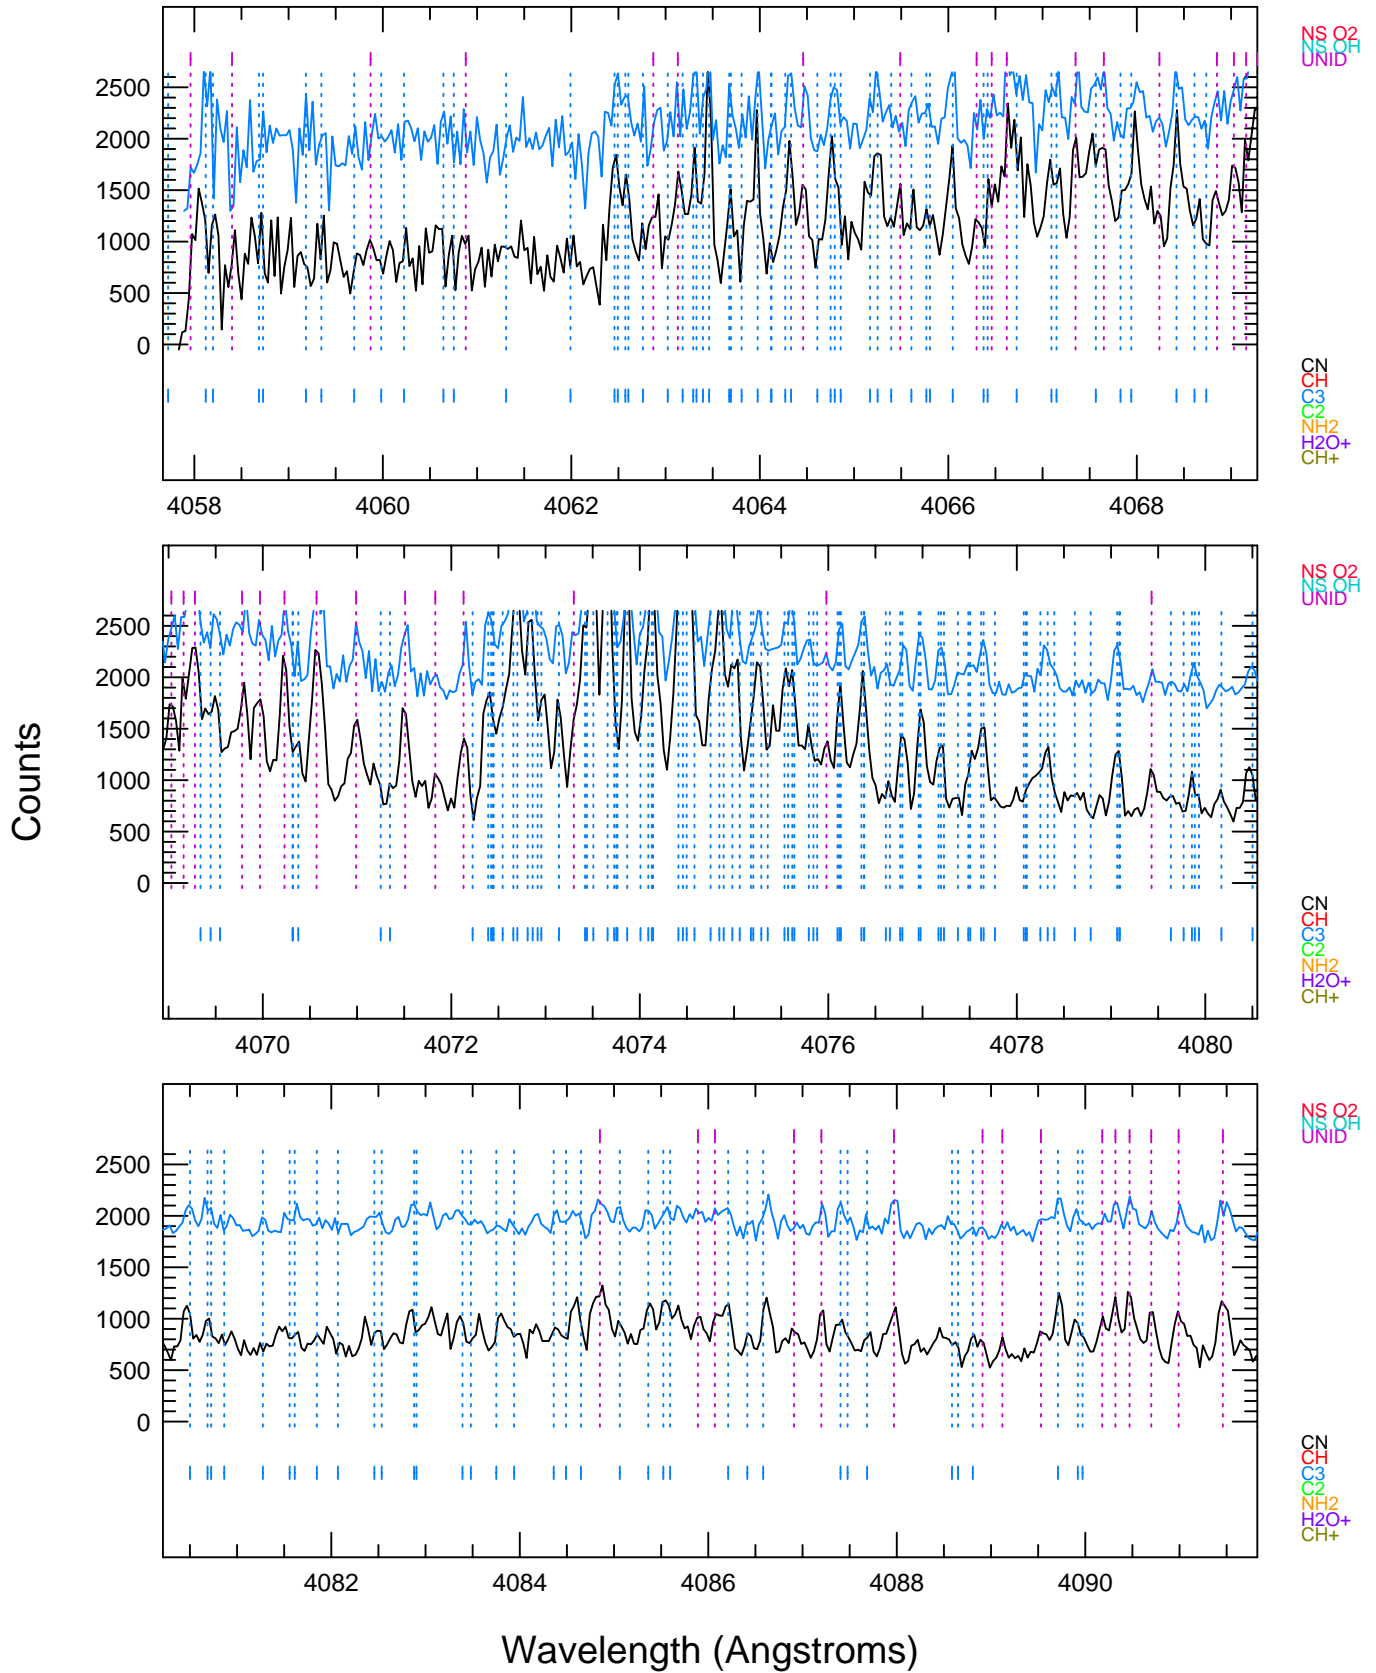 NS O2
NS OH
UNID
2500
2000
1500
1000
500
0
CN
CH
C3
C2
NH2
H2O+
CH+
4058 4060 4062 4064 4066 4068
NS O2
NS OH
UNID
2500
2000
1500
1000
500
0
Counts
CN
CH
C3
C2
NH2
H2O+
CH+
4070 4072 4074 4076 4078 4080
NS O2
NS OH
UNID
2500
2000
1500
1000
500
0
CN
CH
C3
C2
NH2
H2O+
CH+
4082 4084 4086 4088 4090
Wavelength (Angstroms)